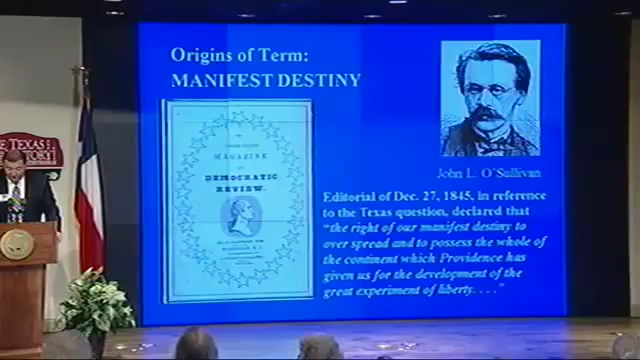 Origins of Term:
MANIFEST DESTINY
MAGAZINE
DEMOCRATIC
REVIEW.
John L. O'Sullivan
Editorial of Dec. 27, 1845, in reference
to the Texas question, declared that
"the right of our manifest destiny to
over spread and to possess the whole of
the continent which Providence has
given us for the development of the
great experiment of liberty. . . ."
TEXAS